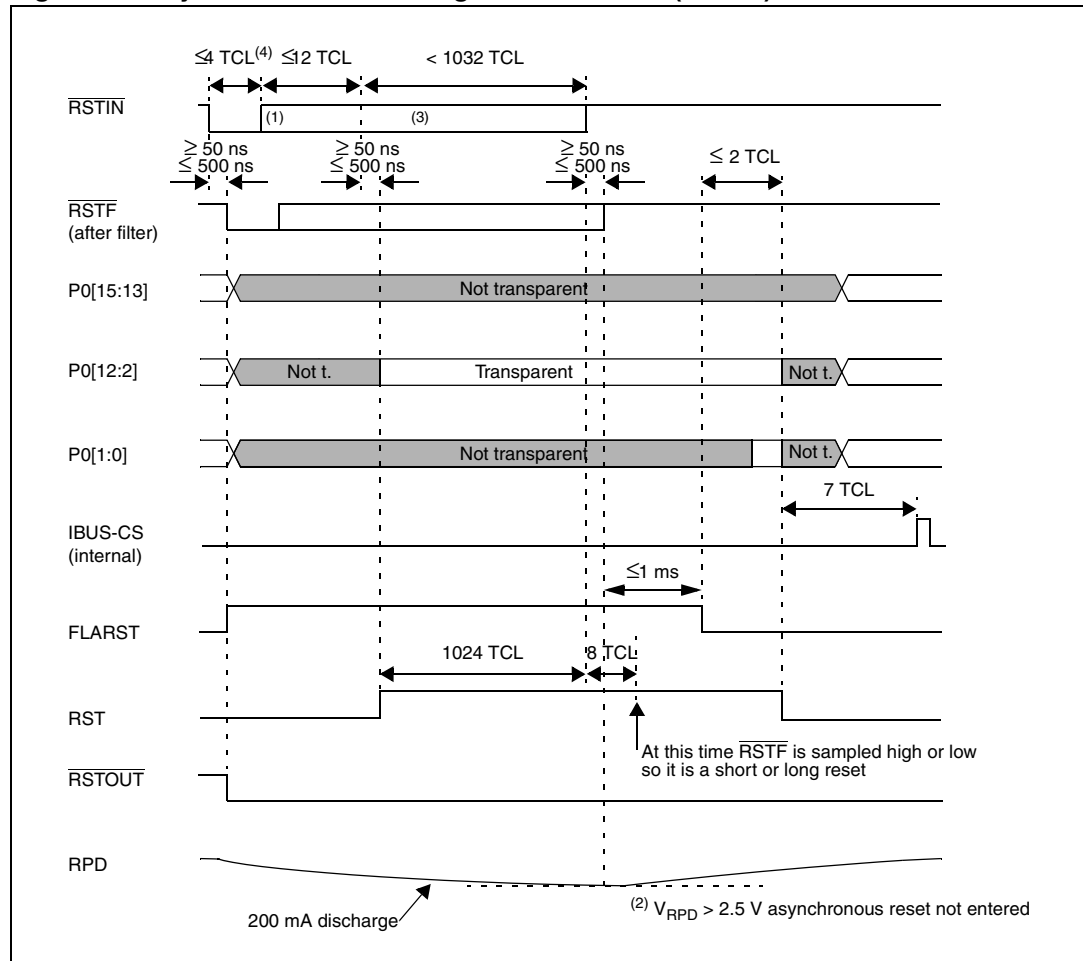 ≤4 TCL(4) ≤12 TCL < 1032 TCL
RSTIN
(1) (3)
≥ 50 ns ≥ 50 ns ≥ 50 ns
≤ 500 ns ≤ 500 ns ≤ 500 ns ≤ 2 TCL
RSTF
(after filter)
P0[15:13] Not transparent
P0[12:2] Not t. Transparent Not t.
P0[1:0] Not transparent Not t.
7 TCL
IBUS-CS
(internal)
≤1 ms
FLARST
1024 TCL 8 TCL
RST
At this time RSTF is sampled high or low
so it is a short or long reset
RSTOUT
RPD
200 mA discharge
(2) VRPD > 2.5 V asynchronous reset not entered